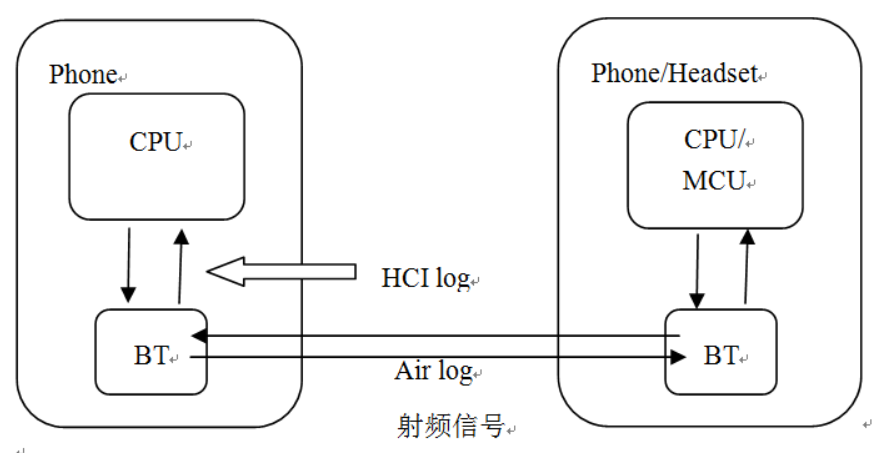 Phone
Phone/Headset
CPU
CPU/
MCU
HCI log
BT
BT
Air log
射频信号